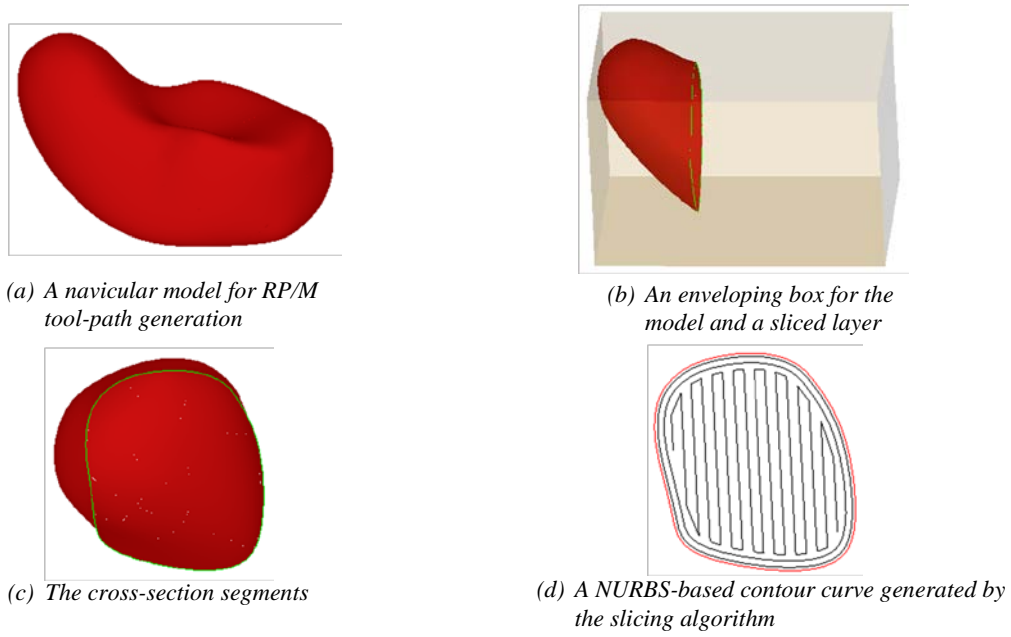 (a) A navicular model for RP/M
tool-path generation
(b) An enveloping box for the
model and a sliced layer
(c) The cross-section segments
(d) A NURBS-based contour curve generated by
the slicing algorithm